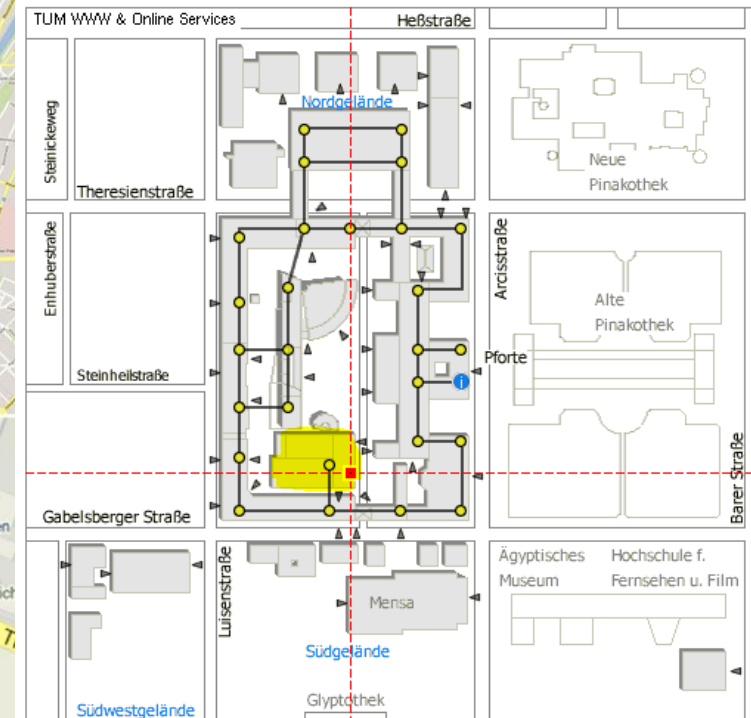 TUM WWW & Online Services
Heßstraße
Nordgelände
Steinickeweg
Theresienstraße
Neue
Pinakothek
Enhuberstraße
Arcisstraße
Alte
Pinakothek
Pforte
i
Steinheilstraße
Gabelsberger Straße
Barer Straße
Luisenstraße
Ägyptisches
Museum
Hochschule f.
Fernsehen u. Film
Mensa
Südgelände
Glyptothek
Südwestgelände